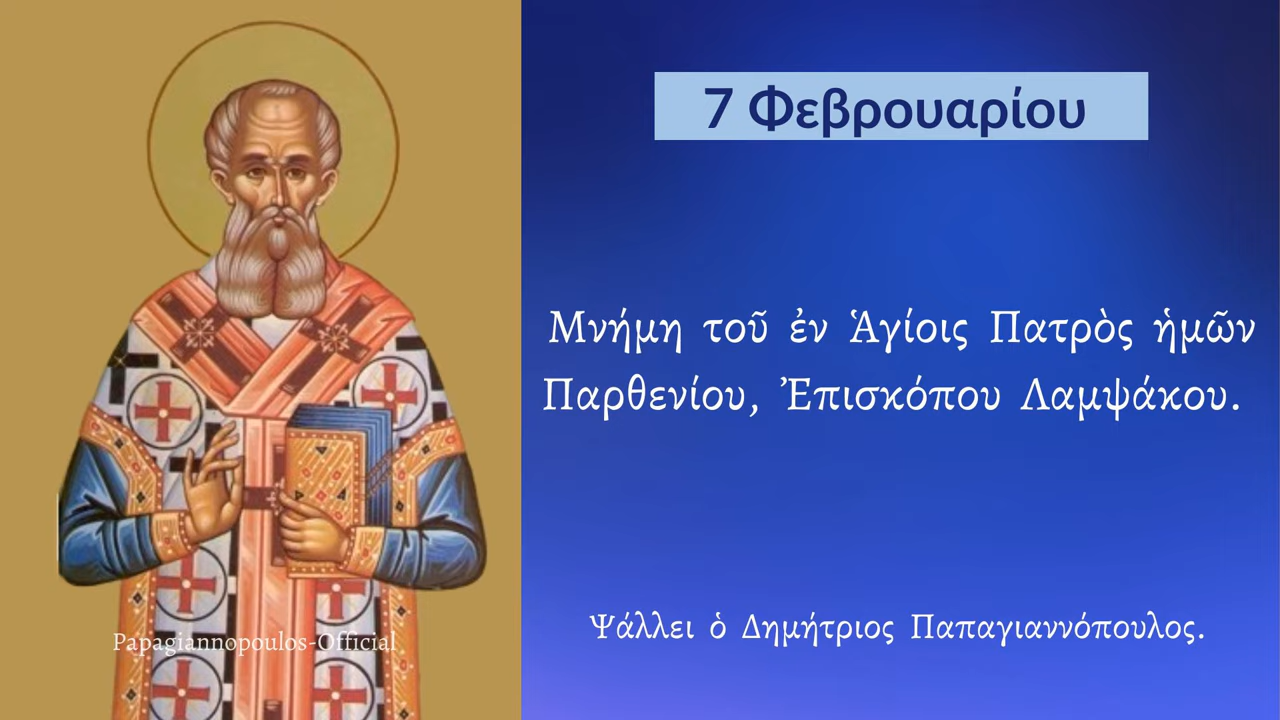 7 Φεβρουαρίου
Μνήμη τοῦ ἐν Ἁγίοις Πατρὸς ἡμῶν
Παρθενίου, Ἐπισκόπου Λαμψάκου.
Ψάλλει ὁ Δημήτριος Παπαγιαννόπουλος.
Papagiannopoulos-Official